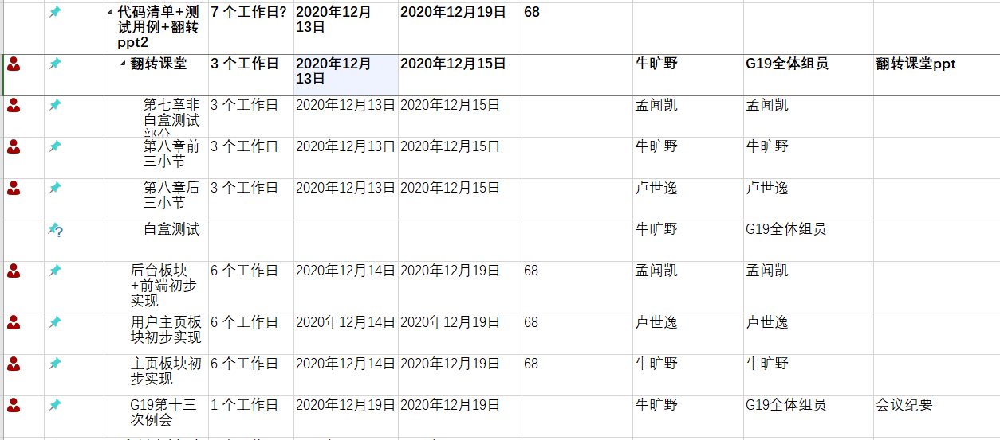 代码清单+测 7 个工作日? 2020年12月 2020年12月19日 68
试用例+翻转 13日
ppt2
翻转课堂 3 个工作日 2020年12月 2020年12月15日 牛旷野 G19全体组员 翻转课堂ppt
13日
第七章非 3 个工作日 2020年12月13日 2020年12月15日 孟闻凯 孟闻凯
白盒测试
部分
第八章前 3 个工作日 2020年12月13日 2020年12月15日 牛旷野 牛旷野
三小节
第八章后 3 个工作日 2020年12月13日 2020年12月15日 卢世逸 卢世逸
三小节
白盒测试 牛旷野 G19全体组员
后台板块 6 个工作日 2020年12月14日 2020年12月19日 68 孟闻凯 孟闻凯
+前端初步
实现
用户主页板 6 个工作日 2020年12月14日 2020年12月19日 68 卢世逸 卢世逸
块初步实现
主页板块初 6 个工作日 2020年12月14日 2020年12月19日 68 牛旷野 牛旷野
步实现
G19第十三 1 个工作日 2020年12月19日 2020年12月19日 牛旷野 G19全体组员 会议纪要
次例会